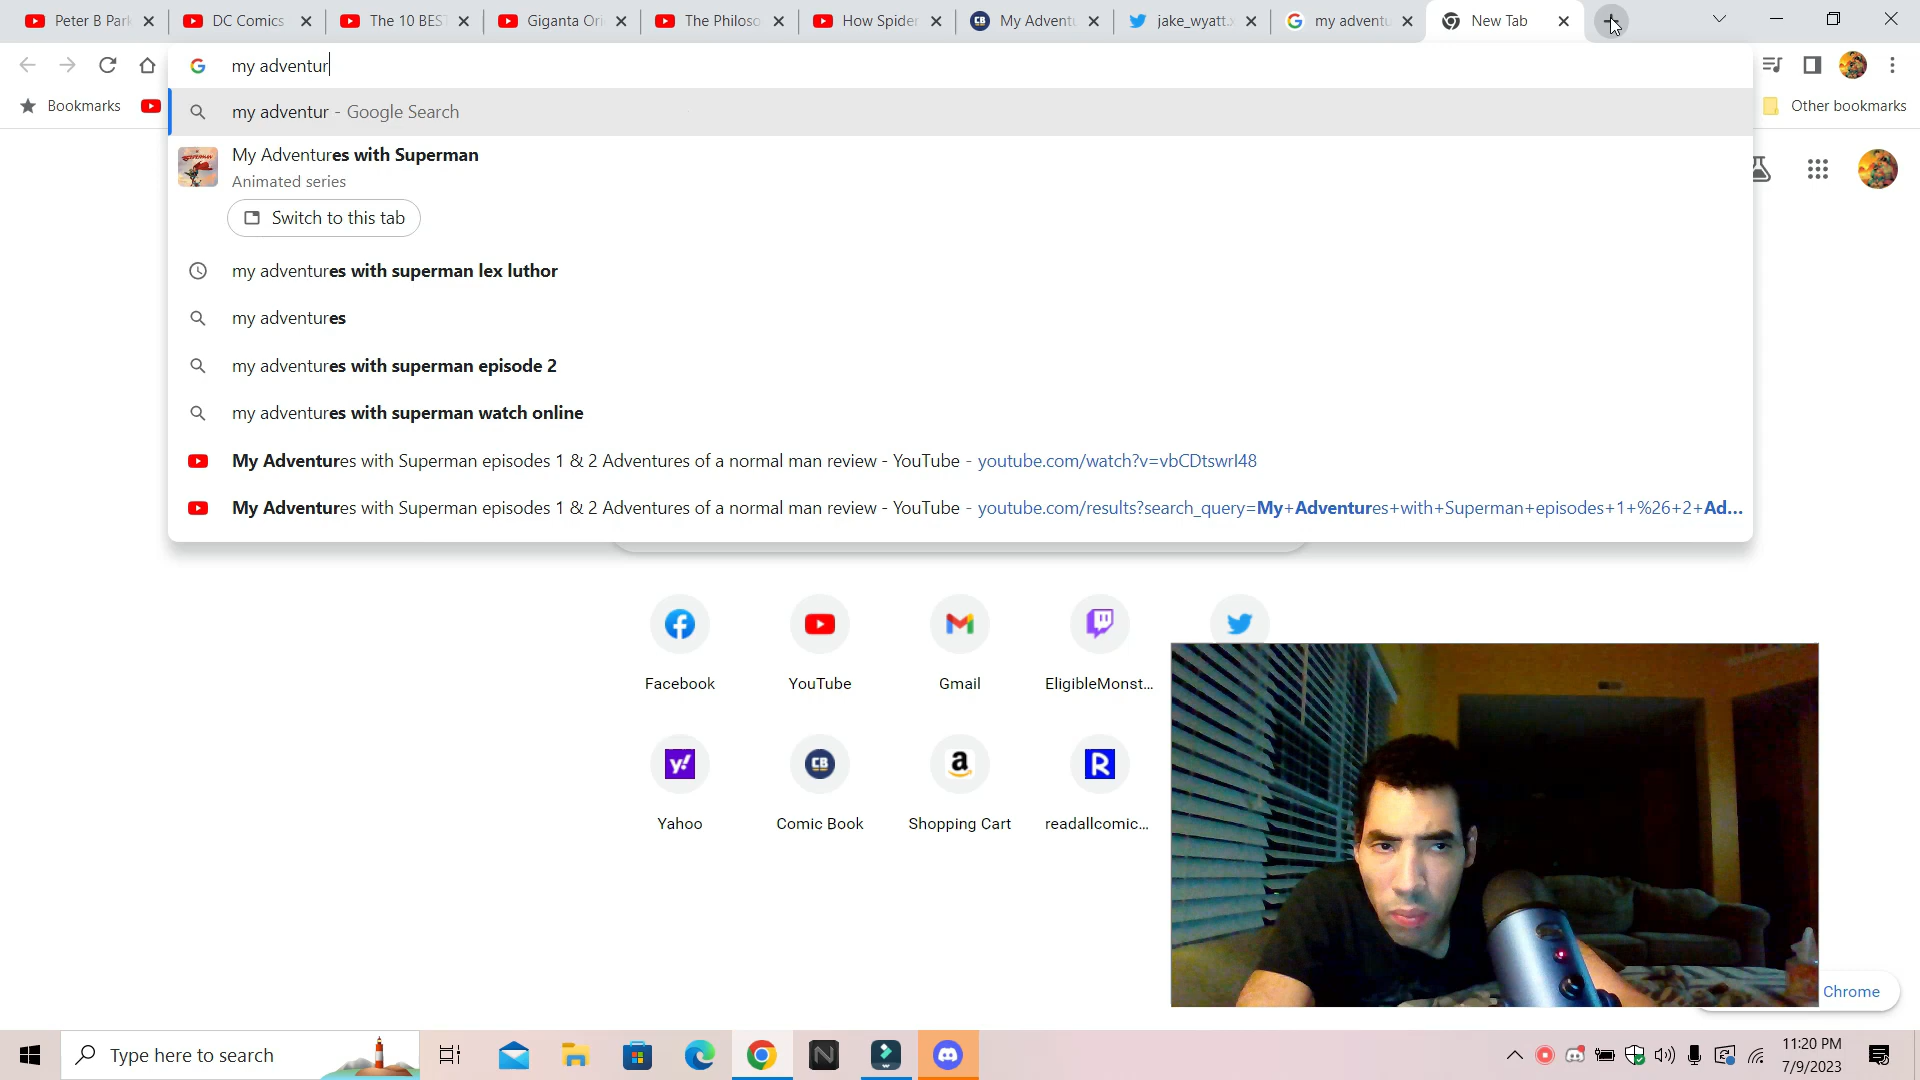 Peter B Park
DC Comics
The 10 BES
Giganta Ori
The Philoso
How Spider
My Adventu
jake_wyatt.
my adventu
New Tab
my adventur
Bookmarks
Other bookmarks
my adventur - Google Search
My Adventures with Superman
Animated series
Switch to this tab
my adventures with superman lex luthor
my adventures
my adventures with superman episode 2
my adventures with superman watch online
My Adventures with Superman episodes 1 & 2 Adventures of a normal man review - YouTube - youtube.com/watch?v=vbCDtswrI48
My Adventures with Superman episodes 1 & 2 Adventures of a normal man review - YouTube - youtube.com/results?search_query=My+Adventures+with+Superman+episodes+1+%26+2+Ad...
Facebook
YouTube
Gmail
EligibleMonst...
Yahoo
Comic Book
Shopping Cart
readallcomic...
Chrome
Type here to search
11:20 PM
7/9/2023